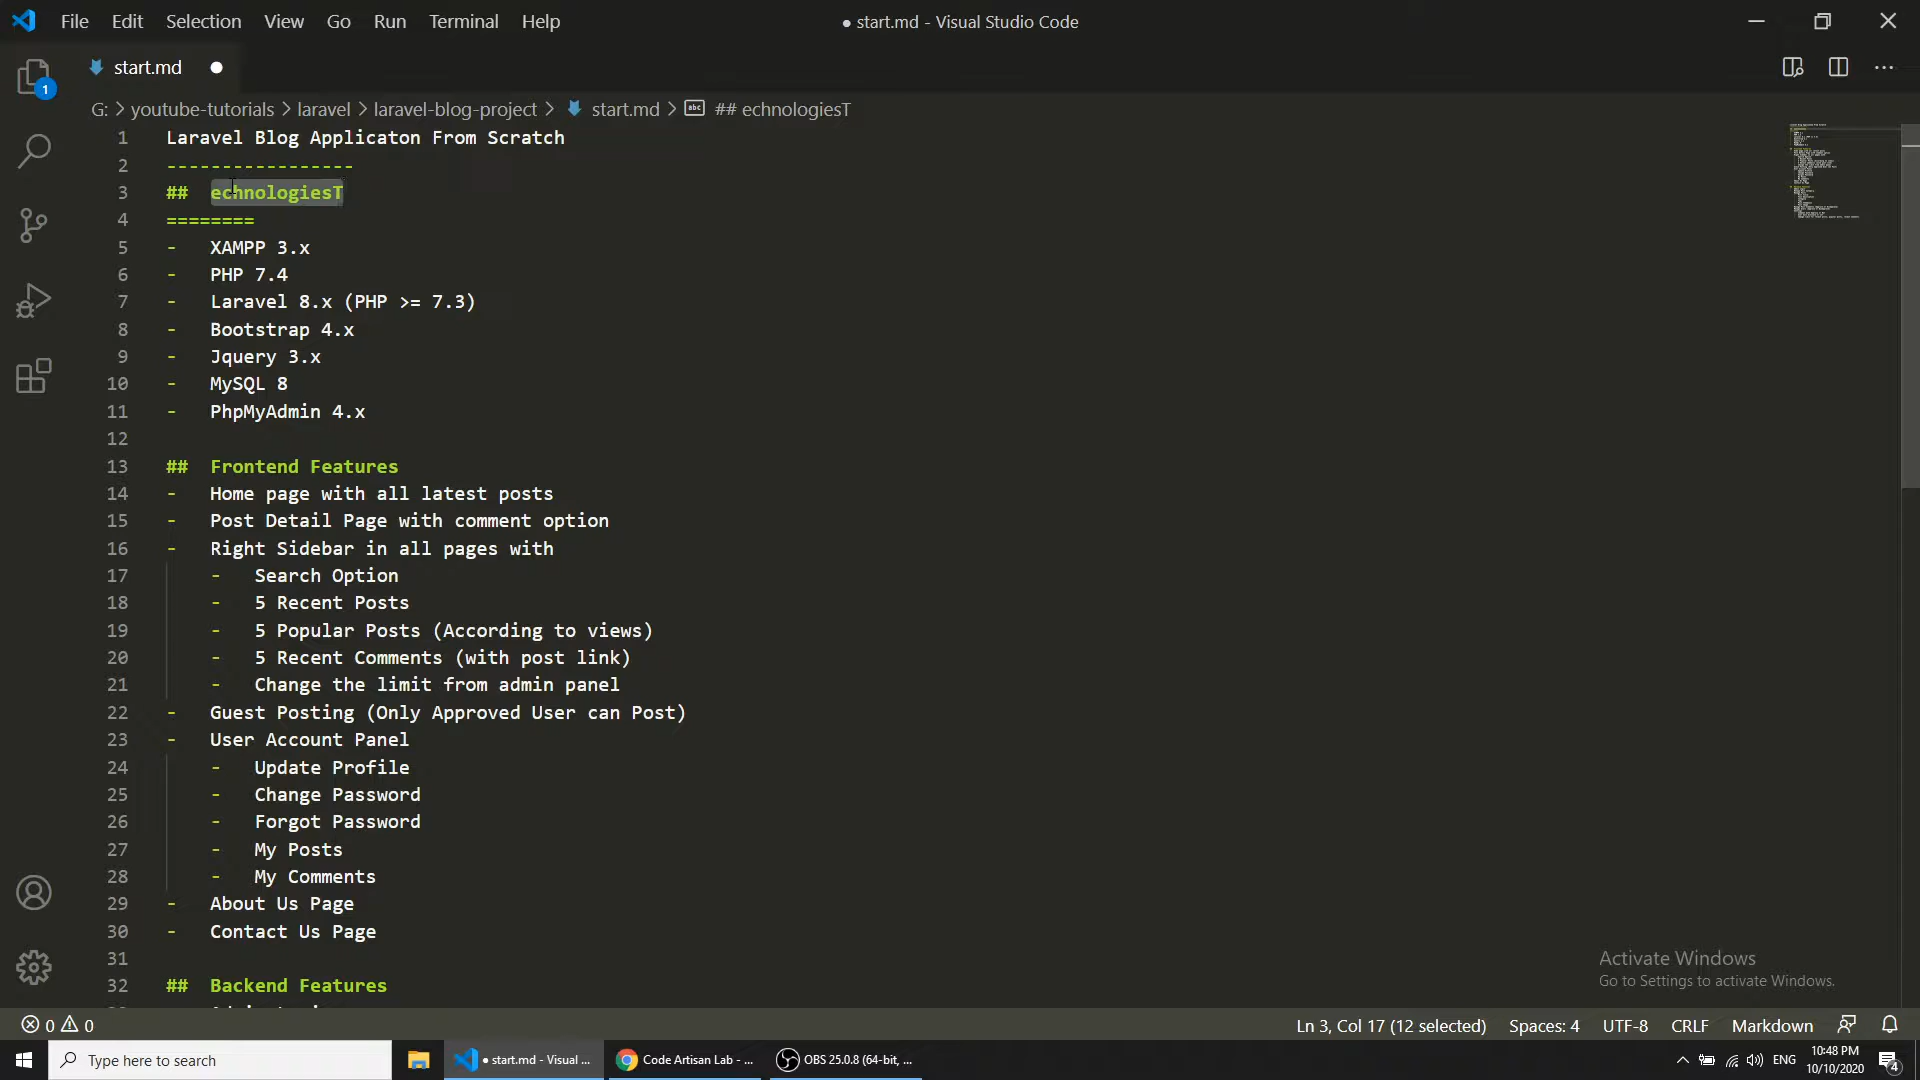 File Edit Selection View Go Run Terminal Help
● start.md - Visual Studio Code
1
start.md
G: > youtube-tutorials > laravel > laravel-blog-project > start.md > abc ## echnologiesT
1 Laravel Blog Applicaton From Scratch
2 -----------------
3 ## echnologiesT
4 ========
5 - XAMPP 3.x
6 - PHP 7.4
7 - Laravel 8.x (PHP >= 7.3)
8 - Bootstrap 4.x
9 - Jquery 3.x
10 - MySQL 8
11 - PhpMyAdmin 4.x
12
13 ## Frontend Features
14 - Home page with all latest posts
15 - Post Detail Page with comment option
16 - Right Sidebar in all pages with
17 - Search Option
18 - 5 Recent Posts
19 - 5 Popular Posts (According to views)
20 - 5 Recent Comments (with post link)
21 - Change the limit from admin panel
22 - Guest Posting (Only Approved User can Post)
23 - User Account Panel
24 - Update Profile
25 - Change Password
26 - Forgot Password
27 - My Posts
28 - My Comments
29 - About Us Page
30 - Contact Us Page
31
32 ## Backend Features
Activate Windows
Go to Settings to activate Windows.
0 0
Ln 3, Col 17 (12 selected) Spaces: 4 UTF-8 CRLF Markdown
Type here to search
● start.md - Visual ...
Code Artisan Lab - ...
OBS 25.0.8 (64-bit, ...
ENG
10:48 PM
10/10/2020
4